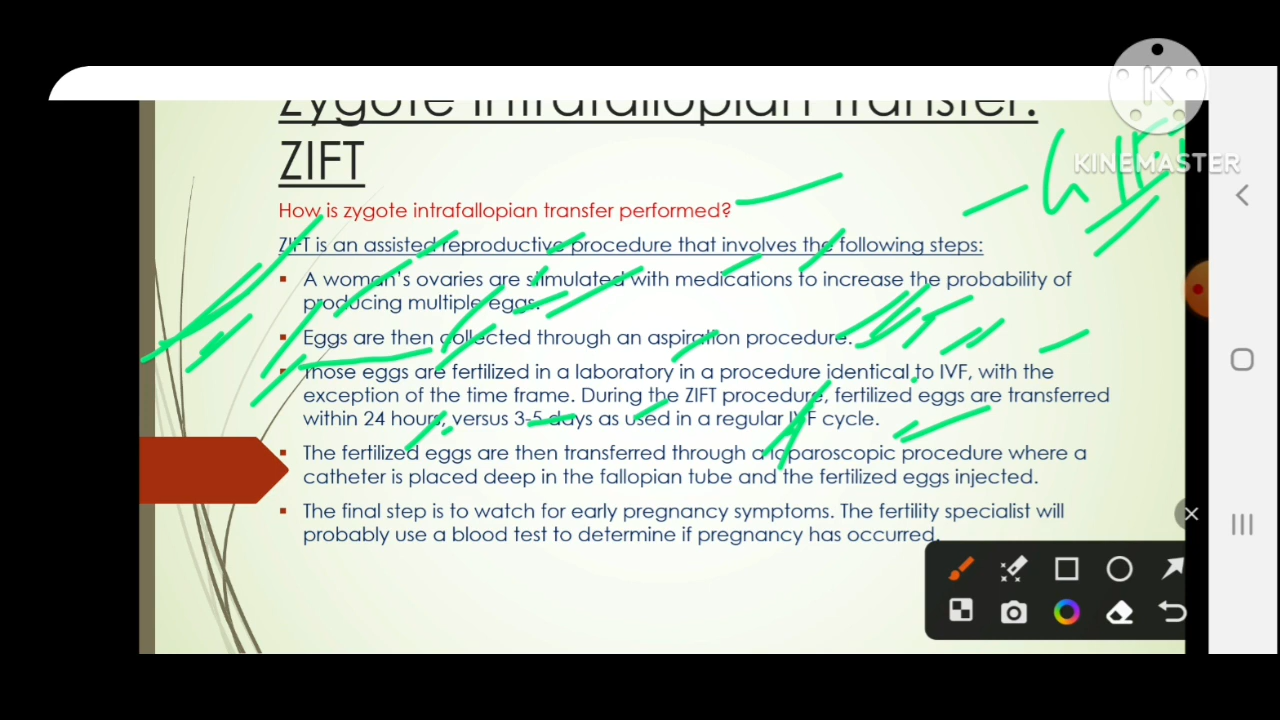 Zygote Intrafallopian Transfer:
ZIFT
How is zygote intrafallopian transfer performed?
ZIFT is an assisted reproductive procedure that involves the following steps:
▪ A woman's ovaries are stimulated with medications to increase the probability of
producing multiple eggs.
▪ Eggs are then collected through an aspiration procedure.
▪ Those eggs are fertilized in a laboratory in a procedure identical to IVF, with the
exception of the time frame. During the ZIFT procedure, fertilized eggs are transferred
within 24 hours, versus 3-5 days as used in a regular IVF cycle.
▪ The fertilized eggs are then transferred through a laparoscopic procedure where a
catheter is placed deep in the fallopian tube and the fertilized eggs injected.
▪ The final step is to watch for early pregnancy symptoms. The fertility specialist will
probably use a blood test to determine if pregnancy has occurred.
K
KINEMASTER